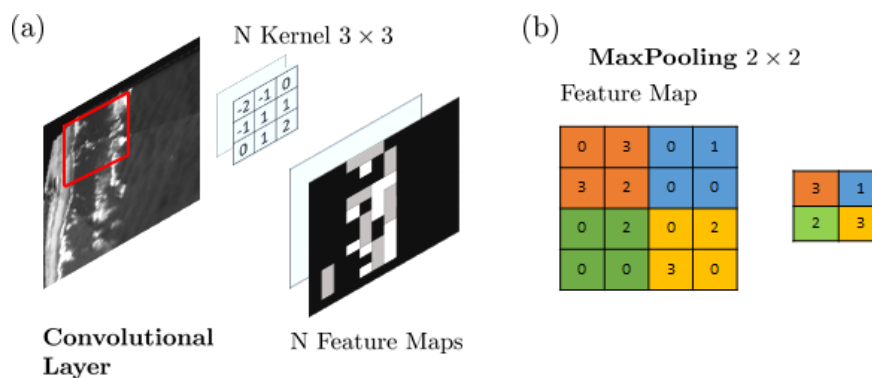 (a)
N Kernel 3 × 3
-2 -1 0
-1 1 1
0 1 2
Convolutional
Layer
N Feature Maps
(b)
MaxPooling 2 × 2
Feature Map
0 3 0 1
3 2 0 0
0 2 0 2
0 0 3 0
3 1
2 3